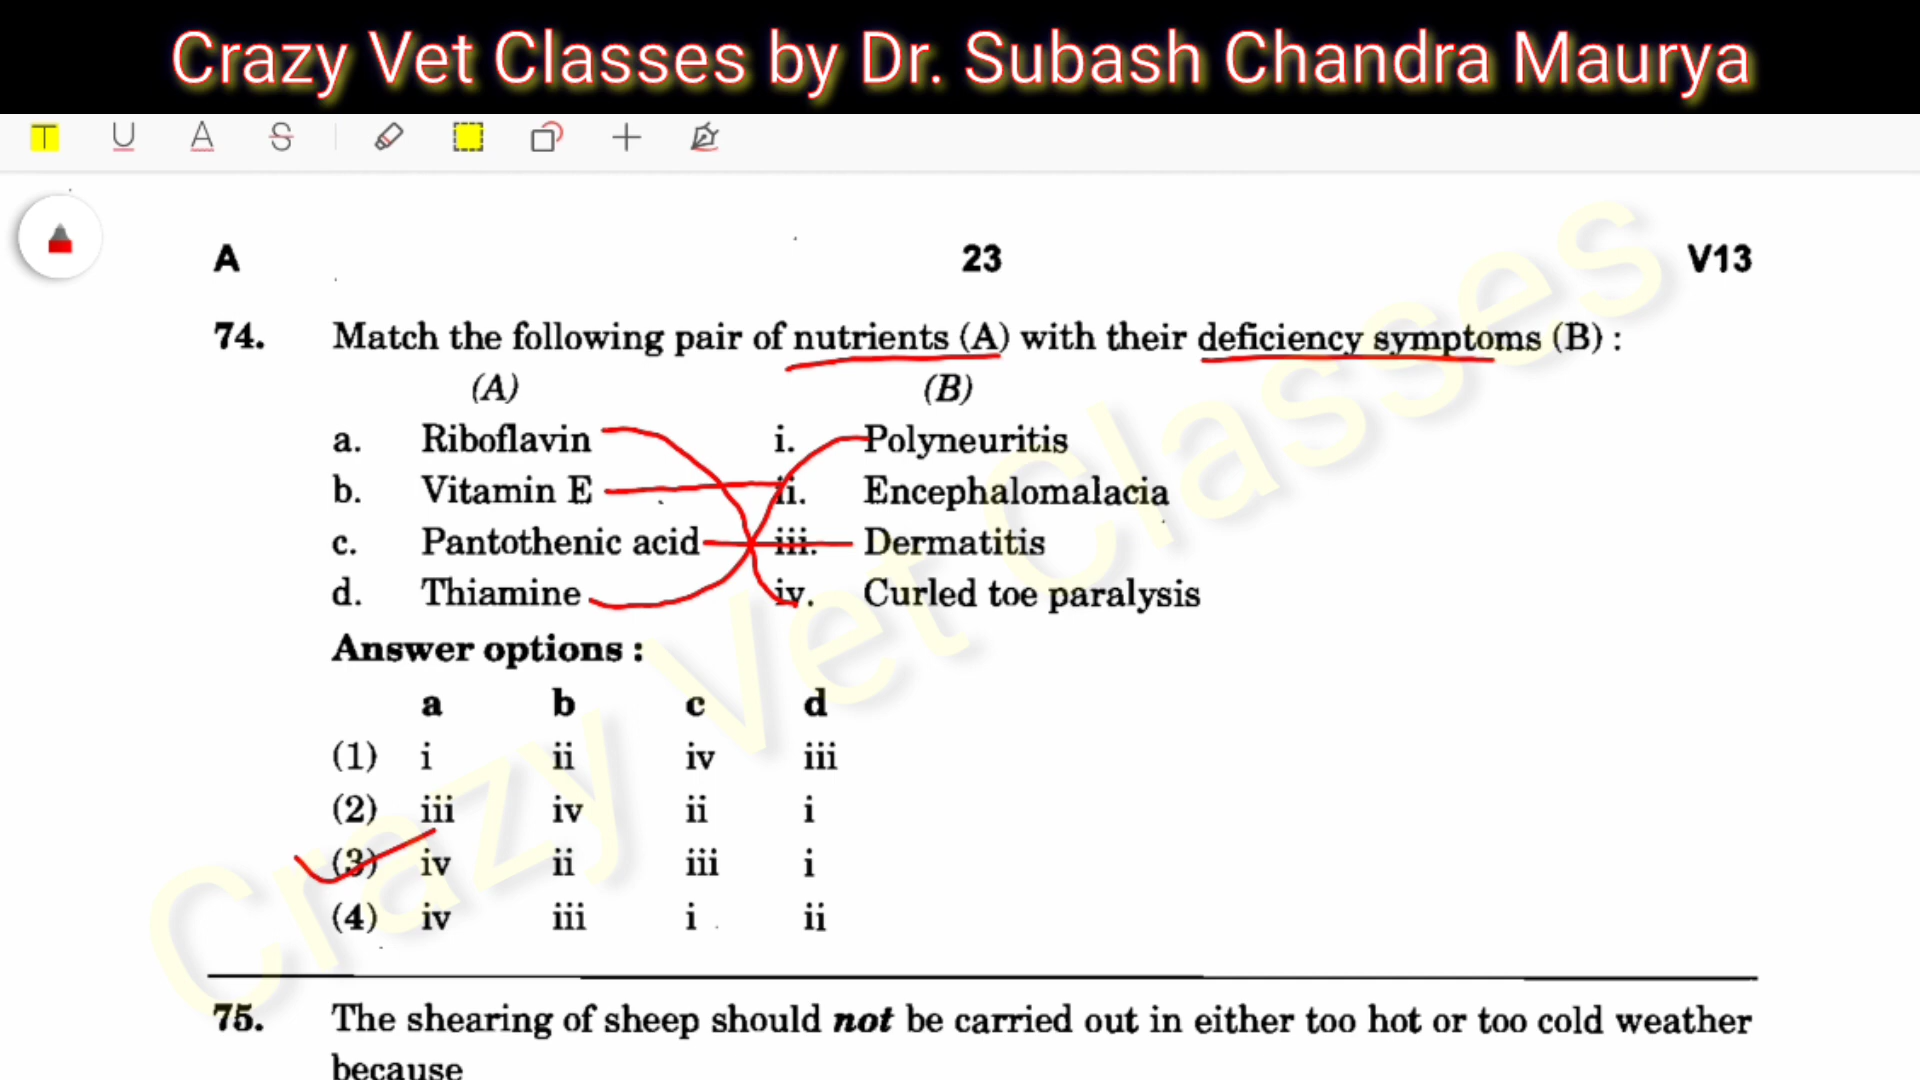 Crazy Vet Classes by Dr. Subash Chandra Maurya
T U A S
A 23 V13
74. Match the following pair of nutrients (A) with their deficiency symptoms (B) :
(A) (B)
a. Riboflavin i. Polyneuritis
b. Vitamin E ii. Encephalomalacia
c. Pantothenic acid iii. Dermatitis
d. Thiamine iv. Curled toe paralysis
Answer options :
a b c d
(1) i ii iv iii
(2) iii iv ii i
(3) iv ii iii i
(4) iv iii i ii
75. The shearing of sheep should not be carried out in either too hot or too cold weather
because
Crazy Vet Classes